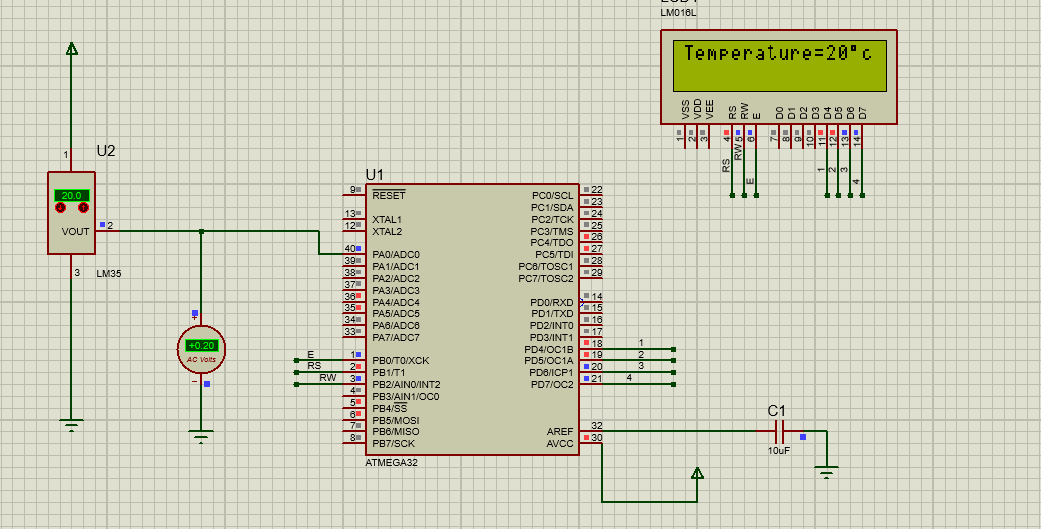 LM016L
Temperature=20°c
VSS
VDD
VEE
RS
RW
E
D0
D1
D2
D3
D4
D5
D6
D7
1
2
3
4
5
6
7
8
9
10
11
12
13
14
RS
RW
E
1
2
3
4
1
U2
20.0
VOUT
2
3
LM35
+0.20
AC Volts
+
−
U1
9 RESET
13 XTAL1
12 XTAL2
40 PA0/ADC0
39 PA1/ADC1
38 PA2/ADC2
37 PA3/ADC3
36 PA4/ADC4
35 PA5/ADC5
34 PA6/ADC6
33 PA7/ADC7
E 1 PB0/T0/XCK
RS 2 PB1/T1
RW 3 PB2/AIN0/INT2
4 PB3/AIN1/OC0
5 PB4/SS
6 PB5/MOSI
7 PB6/MISO
8 PB7/SCK
PC0/SCL 22
PC1/SDA 23
PC2/TCK 24
PC3/TMS 25
PC4/TDO 26
PC5/TDI 27
PC6/TOSC1 28
PC7/TOSC2 29
PD0/RXD 14
PD1/TXD 15
PD2/INT0 16
PD3/INT1 17
PD4/OC1B 18 1
PD5/OC1A 19 2
PD6/ICP1 20 3
PD7/OC2 21 4
AREF 32
AVCC 30
ATMEGA32
C1
10uF